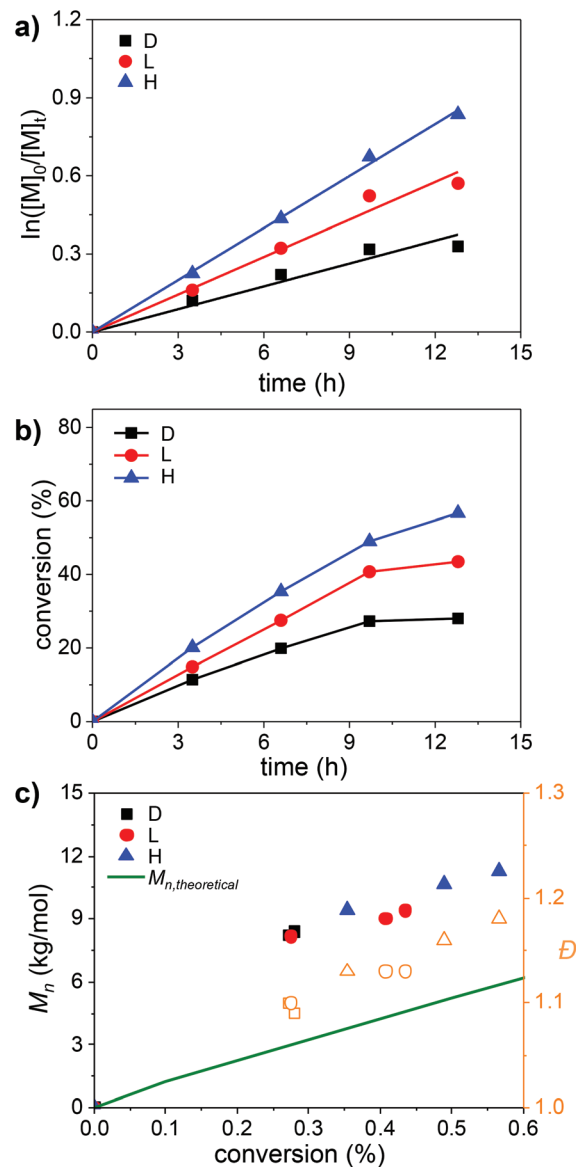 a)
1.2
0.9
0.6
0.3
0.0
ln([M]₀/[M]ₜ)
D
L
H
0 3 6 9 12 15
time (h)
b)
80
60
40
20
0
conversion (%)
D
L
H
0 3 6 9 12 15
time (h)
c)
15
12
9
6
3
0
Mₙ (kg/mol)
D
L
H
Mn,theoretical
1.3
1.2
1.1
1.0
Đ
0.0 0.1 0.2 0.3 0.4 0.5 0.6
conversion (%)